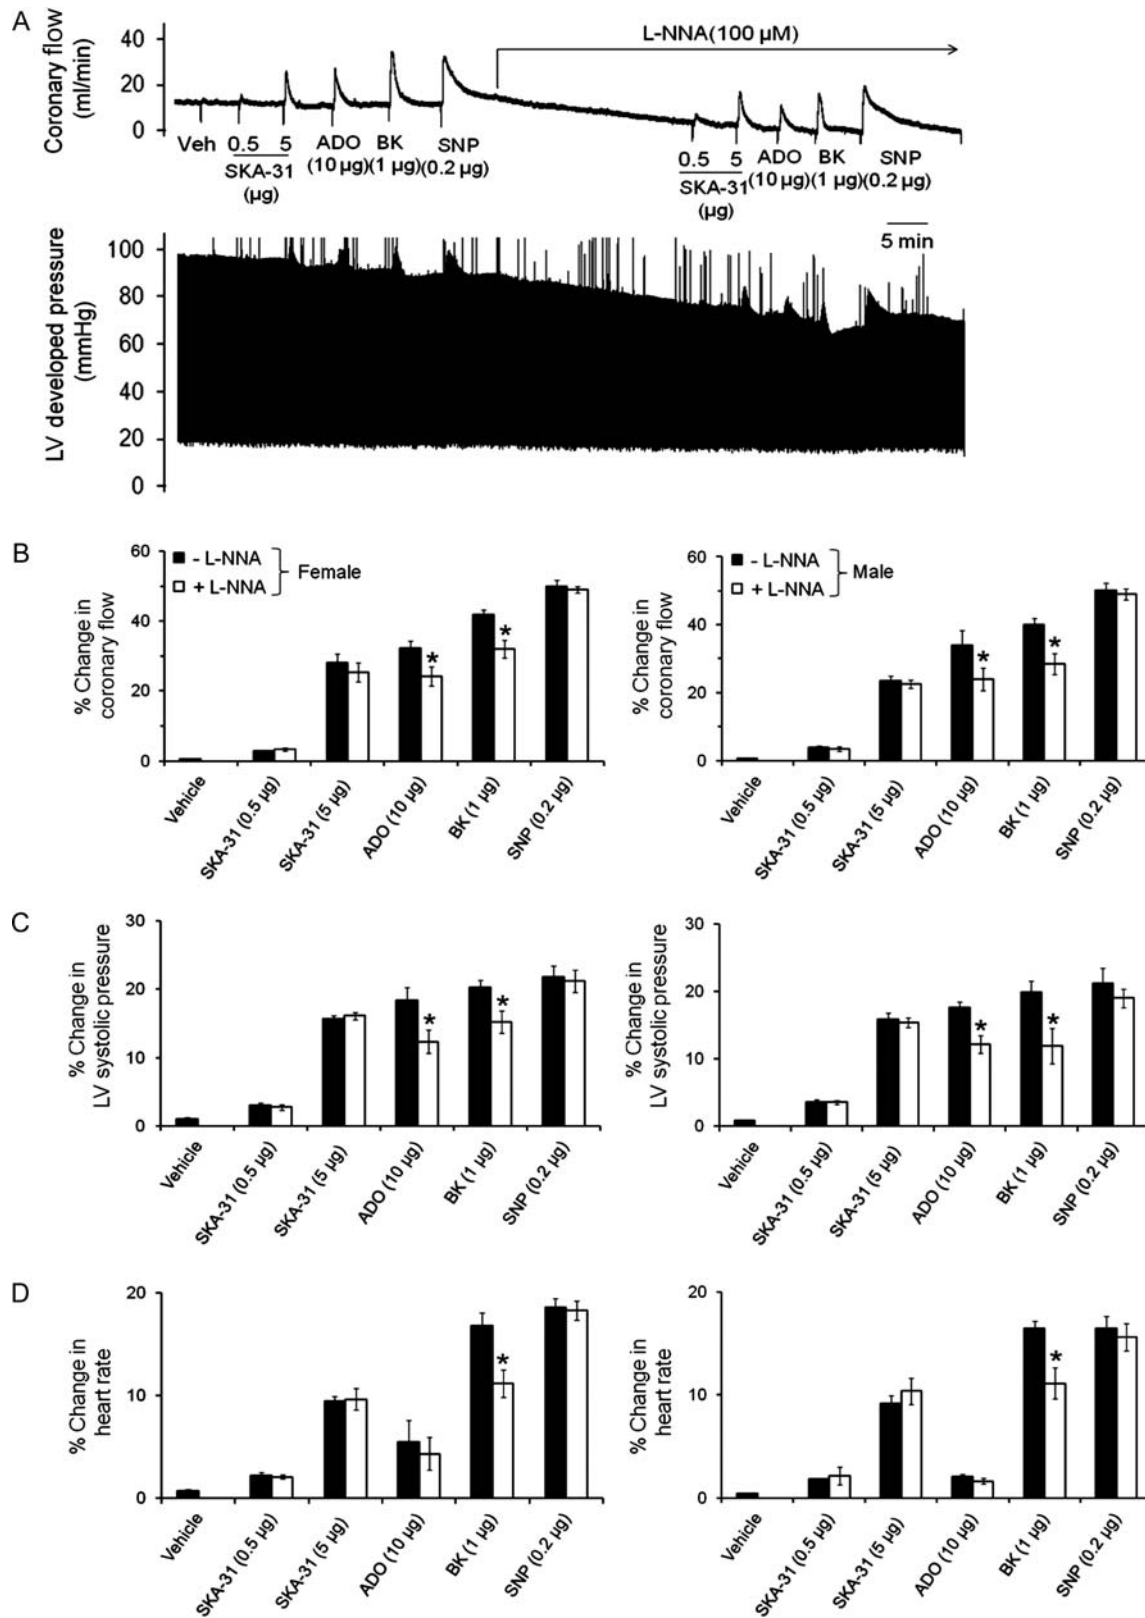 A
Coronary flow
(ml/min)
40
20
0
L-NNA(100 µM)
Veh
0.5
5
SKA-31
(µg)
ADO
(10 µg)
BK
(1 µg)
SNP
(0.2 µg)
0.5
5
SKA-31
(µg)
ADO
(10 µg)
BK
(1 µg)
SNP
(0.2 µg)
5 min
LV developed pressure
(mmHg)
100
80
60
40
20
0
B
% Change in
coronary flow
60
40
20
0
- L-NNA
+ L-NNA
Female
*
*
Vehicle
SKA-31 (0.5 µg)
SKA-31 (5 µg)
ADO (10 µg)
BK (1 µg)
SNP (0.2 µg)
% Change in
coronary flow
60
40
20
0
- L-NNA
+ L-NNA
Male
*
*
Vehicle
SKA-31 (0.5 µg)
SKA-31 (5 µg)
ADO (10 µg)
BK (1 µg)
SNP (0.2 µg)
C
% Change in
LV systolic pressure
30
20
10
0
*
*
Vehicle
SKA-31 (0.5 µg)
SKA-31 (5 µg)
ADO (10 µg)
BK (1 µg)
SNP (0.2 µg)
% Change in
LV systolic pressure
30
20
10
0
*
*
Vehicle
SKA-31 (0.5 µg)
SKA-31 (5 µg)
ADO (10 µg)
BK (1 µg)
SNP (0.2 µg)
D
% Change in
heart rate
20
10
0
*
Vehicle
SKA-31 (0.5 µg)
SKA-31 (5 µg)
ADO (10 µg)
BK (1 µg)
SNP (0.2 µg)
% Change in
heart rate
20
10
0
*
Vehicle
SKA-31 (0.5 µg)
SKA-31 (5 µg)
ADO (10 µg)
BK (1 µg)
SNP (0.2 µg)